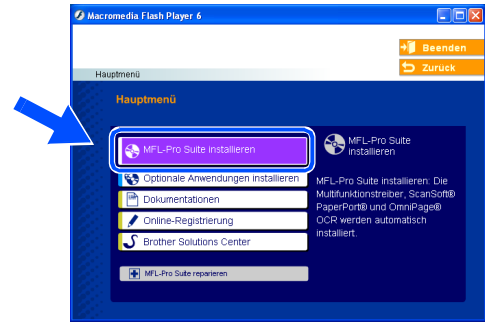 Macromedia Flash Player 6
Beenden
Zurück
Hauptmenü
Hauptmenü
MFL-Pro Suite installieren
Optionale Anwendungen installieren
Dokumentationen
Online-Registrierung
Brother Solutions Center
MFL-Pro Suite reparieren
MFL-Pro Suite
installieren
MFL-Pro Suite installieren: Die
Multifunktionstreiber, ScanSoft®
PaperPort® und OmniPage®
OCR werden automatisch
installiert.